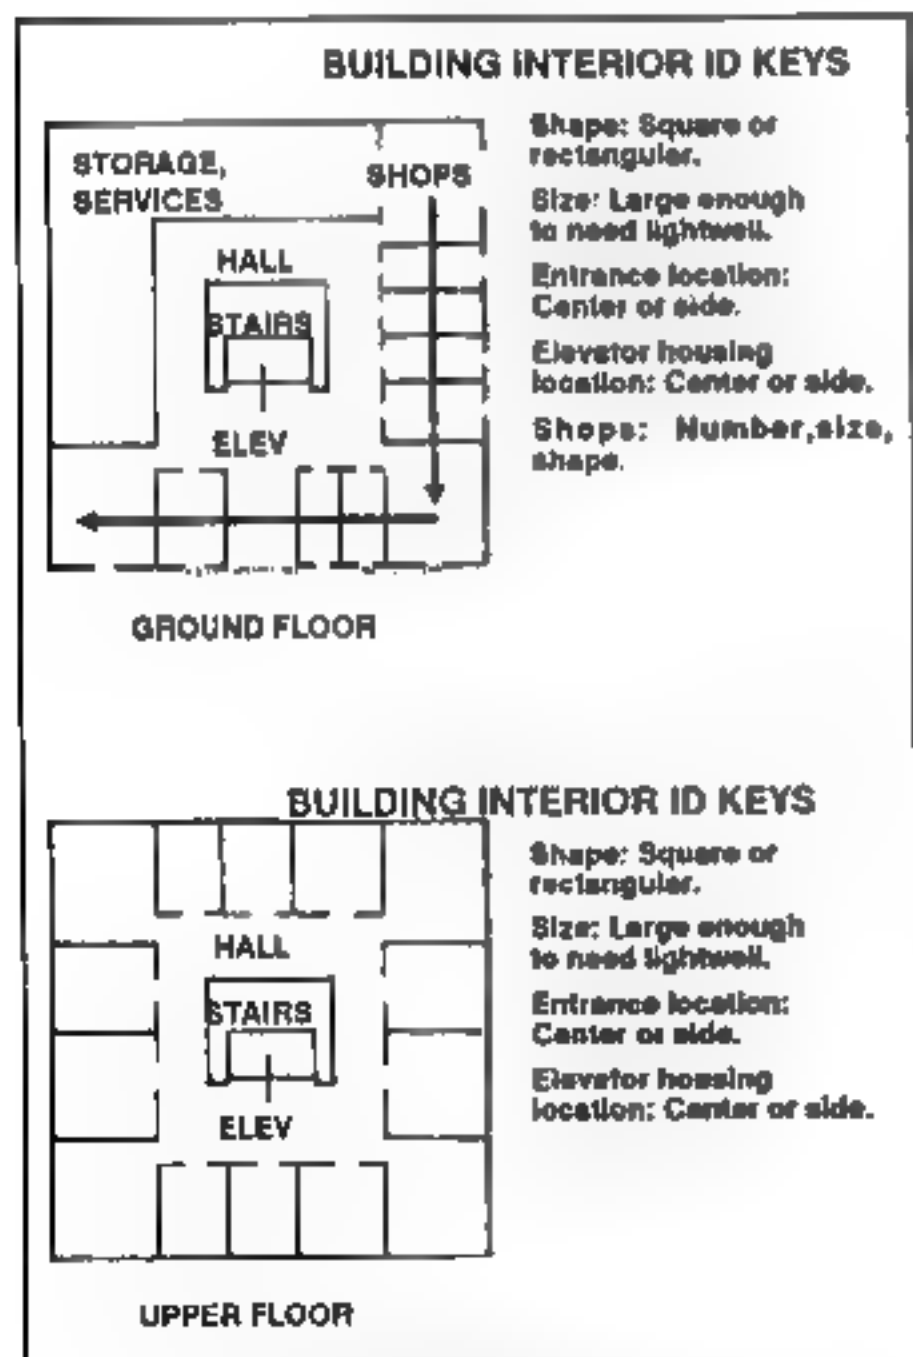 BUILDING INTERIOR ID KEYS
STORAGE,
SERVICES
SHOPS
HALL
STAIRS
ELEV
GROUND FLOOR
Shape: Square or
rectangular.
Size: Large enough
to need lightwell.
Entrance location:
Center or side.
Elevator housing
location: Center or side.
Shops: Number,size,
shape.
BUILDING INTERIOR ID KEYS
HALL
STAIRS
ELEV
UPPER FLOOR
Shape: Square or
rectangular.
Size: Large enough
to need lightwell.
Entrance location:
Center or side.
Elevator housing
location: Center or side.